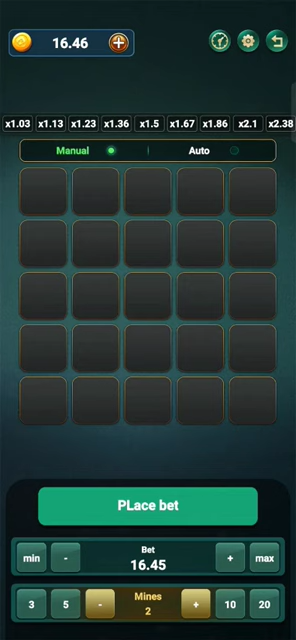 16.46
x1.03 x1.13 x1.23 x1.36 x1.5 x1.67 x1.86 x2.1 x2.38
Manual Auto
PLace bet
min - Bet + max
16.45
3 5 - Mines + 10 20
2